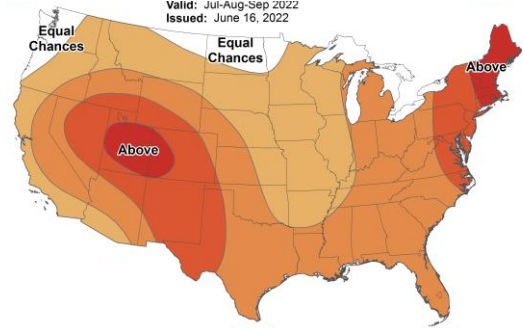 Valid: Jul-Aug-Sep 2022
Issued: June 16, 2022
Equal
Chances
Equal
Chances
Above
Above